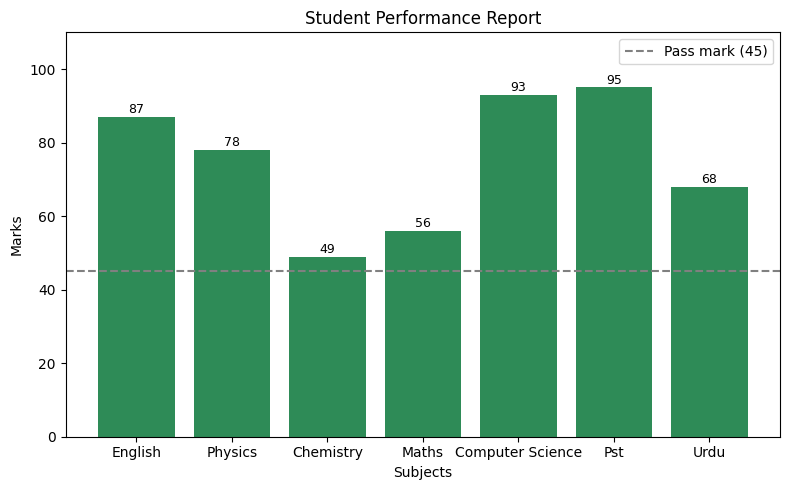 Student Performance Report
Pass mark (45)
100
80
60
40
20
0
Marks
87
78
49
56
93
95
68
English Physics Chemistry Maths Computer Science Pst Urdu
Subjects